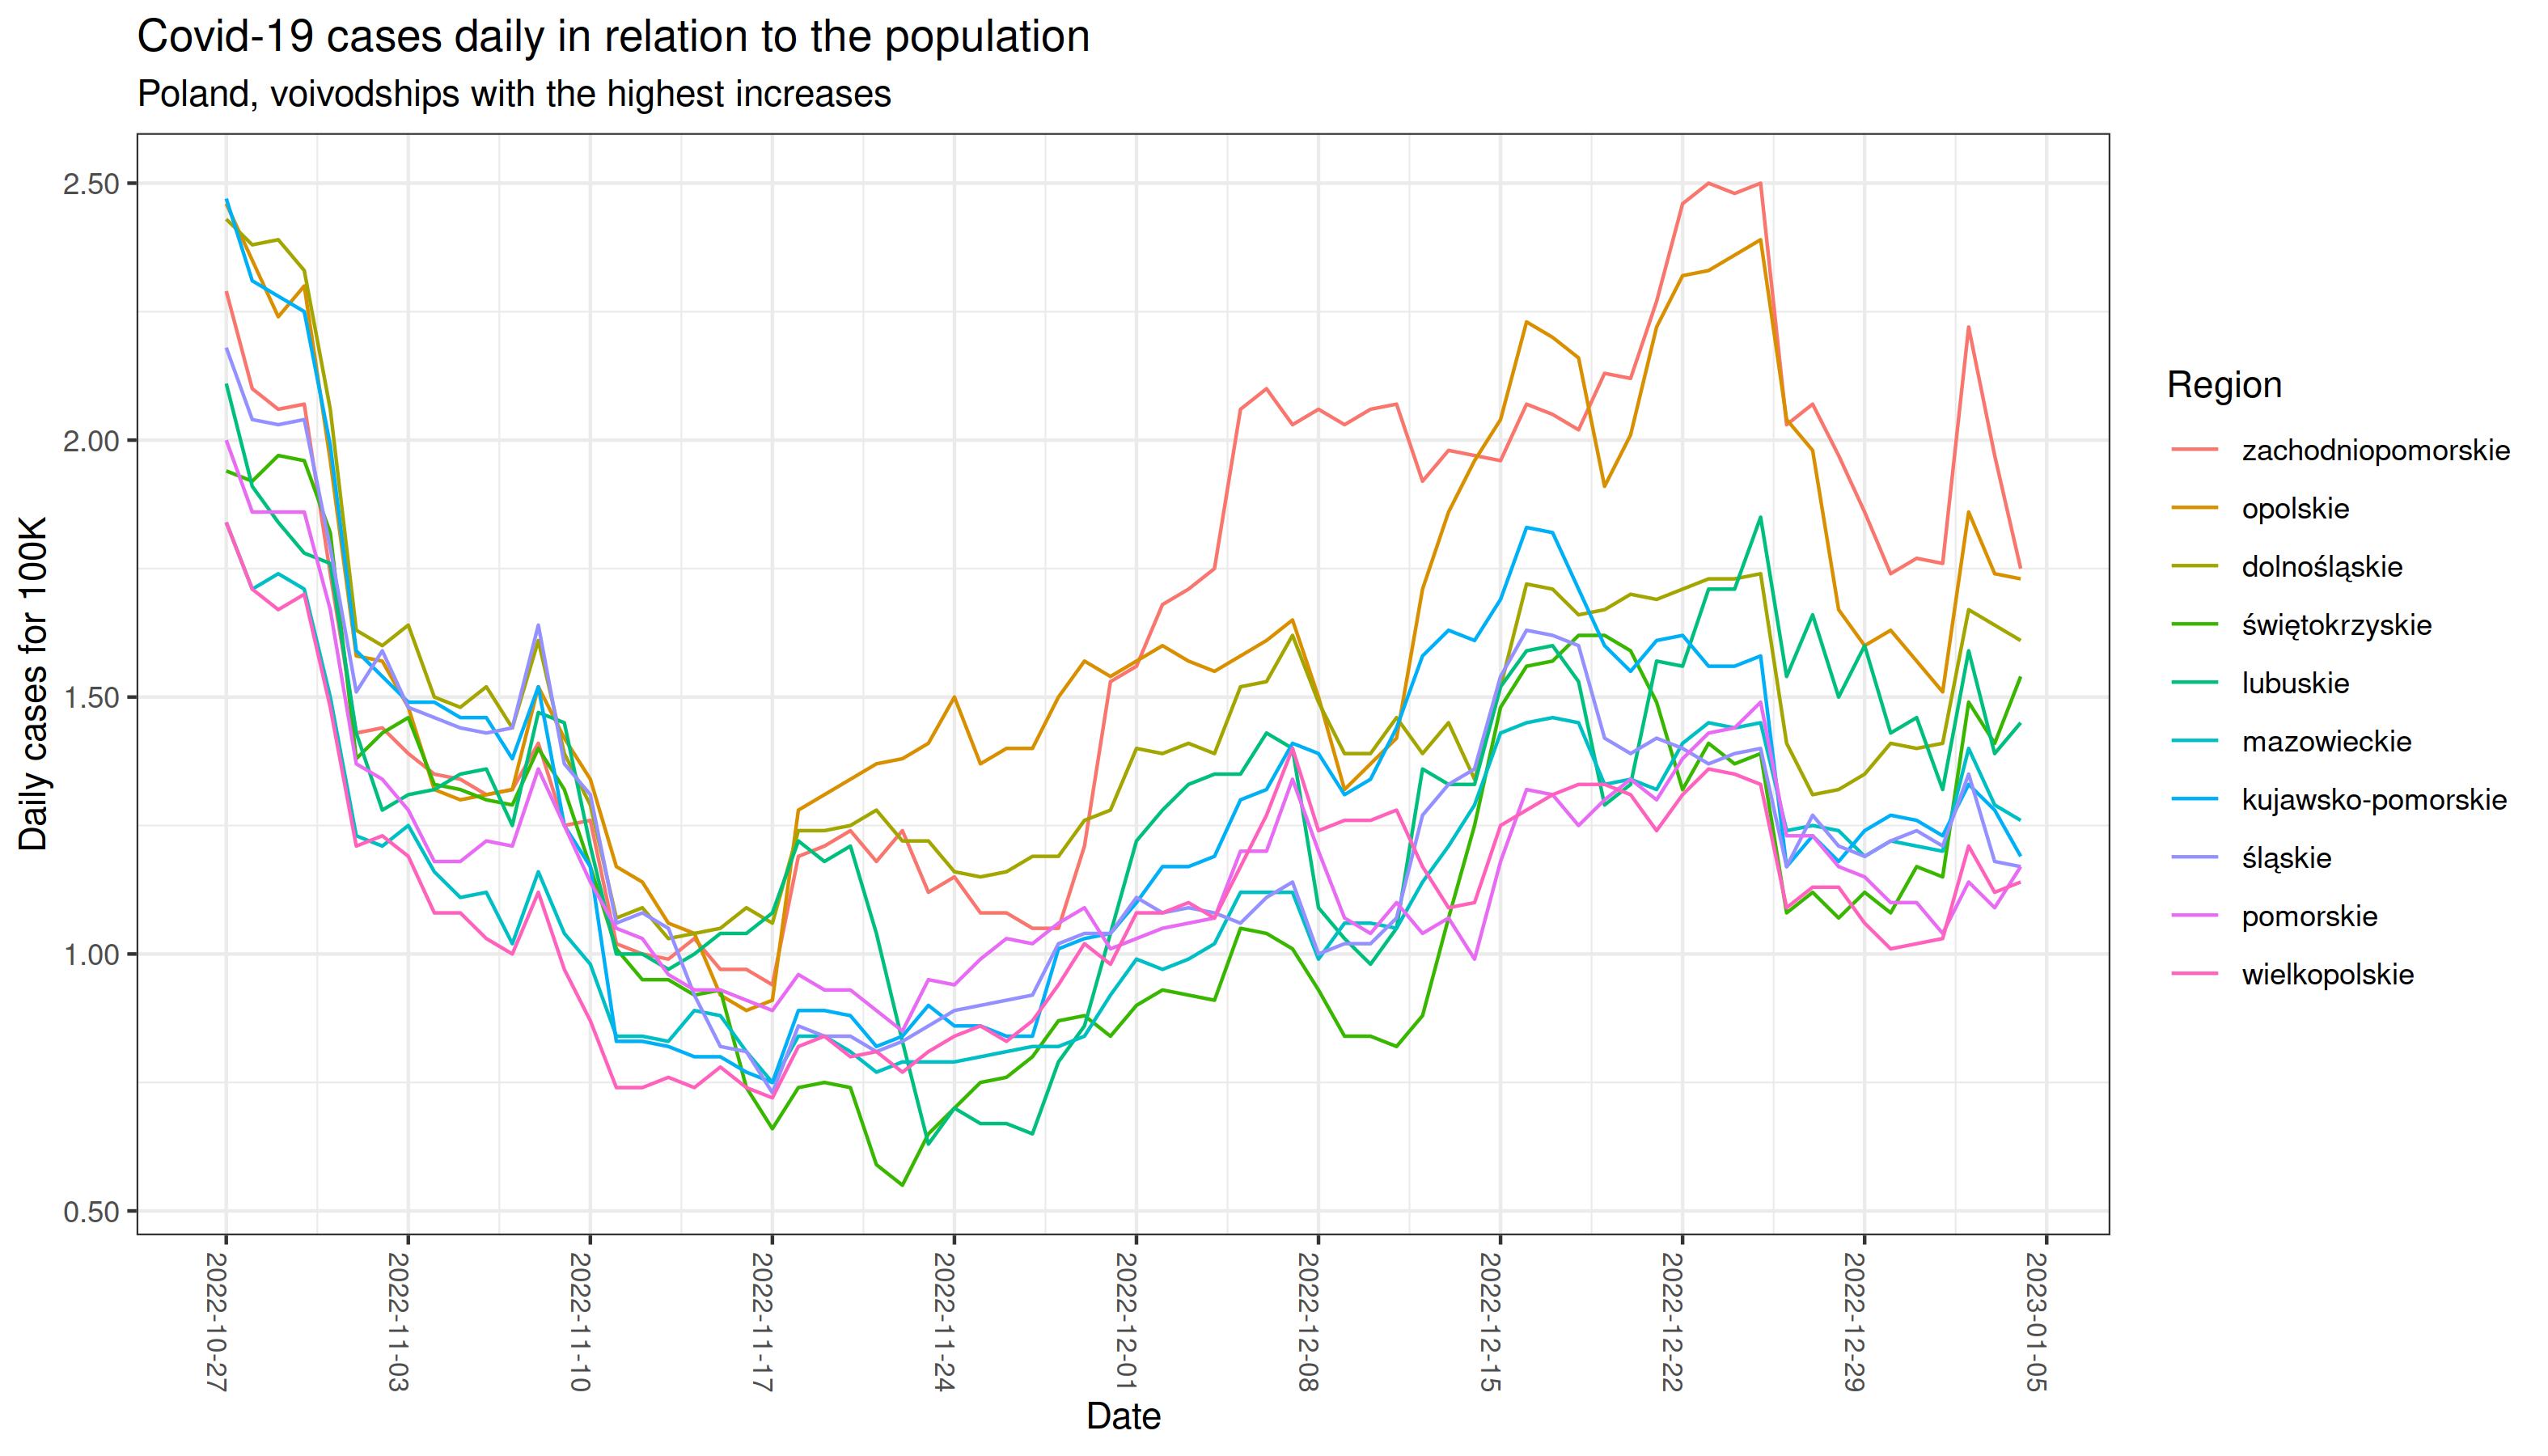 Covid-19 cases daily in relation to the population
Poland, voivodships with the highest increases
Daily cases for 100K
2.50
2.00
1.50
1.00
0.50
2022-10-27
2022-11-03
2022-11-10
2022-11-17
2022-11-24
2022-12-01
2022-12-08
2022-12-15
2022-12-22
2022-12-29
2023-01-05
Date
Region
zachodniopomorskie
opolskie
dolnośląskie
świętokrzyskie
lubuskie
mazowieckie
kujawsko-pomorskie
śląskie
pomorskie
wielkopolskie